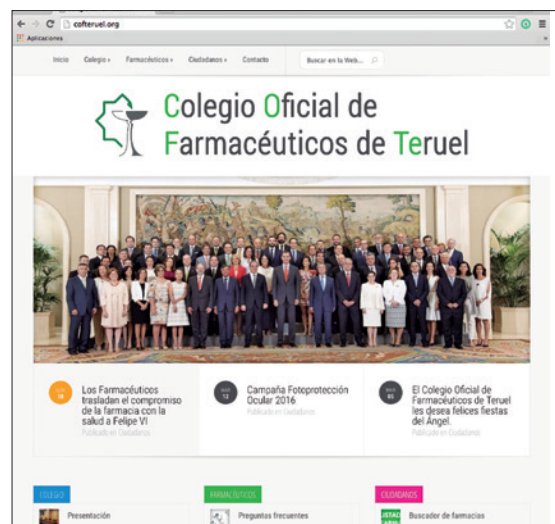 cofteruel.org
Aplicaciones
Inicio Colegio Farmacéuticos Ciudadanos Contacto Buscar en la Web...
Colegio Oficial de
Farmacéuticos de Teruel
18
Los Farmacéuticos
trasladan el compromiso
de la farmacia con la
salud a Felipe VI
Publicado en Ciudadanos
12
Campaña Fotoprotección
Ocular 2016
Publicado en Ciudadanos
05
El Colegio Oficial de
Farmacéuticos de Teruel
les desea felices fiestas
del Ángel.
Publicado en Ciudadanos
COLEGIO
FARMACÉUTICOS
CIUDADANOS
Presentación
Preguntas frecuentes
Buscador de farmacias